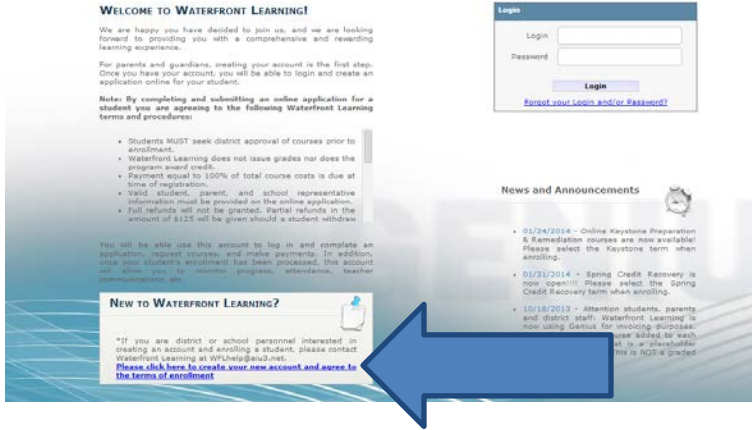 WELCOME TO WATERFRONT LEARNING!
We are happy you have decided to join us, and we are looking
forward to providing you with a comprehensive and rewarding
learning experience.
For parents and guardians, creating your account is the first step.
Once you have your account, you will be able to login and create an
application online for your student.
Note: By completing and submitting an online application for a
student you are agreeing to the following Waterfront Learning
terms and procedures:
• Students MUST seek district approval of courses prior to
enrollment.
• Waterfront Learning does not issue grades nor does the
program award credit.
• Payment equal to 100% of total course costs is due at
time of registration.
• Valid student, parent, and school representative
information must be provided on the online application.
• Full refunds will not be granted. Partial refunds in the
amount of $125 will be given should a student withdraw
You will be able use this account to log in and complete an
application, request courses, and make payments. In addition,
once your student's enrollment has been processed, this account
will allow you to monitor progress, attendance, teacher
communications, etc.
NEW TO WATERFRONT LEARNING?
*If you are district or school personnel interested in
creating an account and enrolling a student, please contact
Waterfront Learning at WFLhelp@aiu3.net.
Please click here to create your new account and agree to
the terms of enrollment
Login
Login
Password
Login
Forgot your Login and/or Password?
News and Announcements
• 01/24/2014 - Online Keystone Preparation
& Remediation courses are now available!
Please select the Keystone term when
enrolling.
• 01/31/2014 - Spring Credit Recovery is
now open!!!! Please select the Spring
Credit Recovery term when enrolling.
• 10/18/2013 - Attention students, parents
and district staff: Waterfront Learning is
now using Genius for invoicing purposes.
added to each
is a placeholder
This is NOT a graded